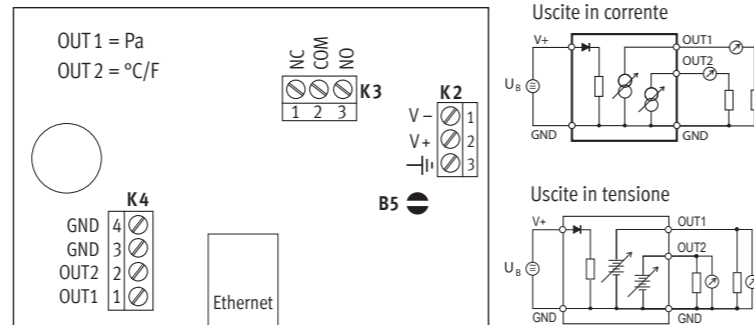 OUT 1 = Pa
OUT 2 = °C/F
NC
COM
NO
K3
1 2 3
K2
V – 1
V + 2
3
B5
K4
GND 4
GND 3
OUT2 2
OUT1 1
Ethernet
Uscite in corrente
V+
OUT1
OUT2
UB
GND
GND
Uscite in tensione
V+
OUT1
OUT2
UB
GND
GND